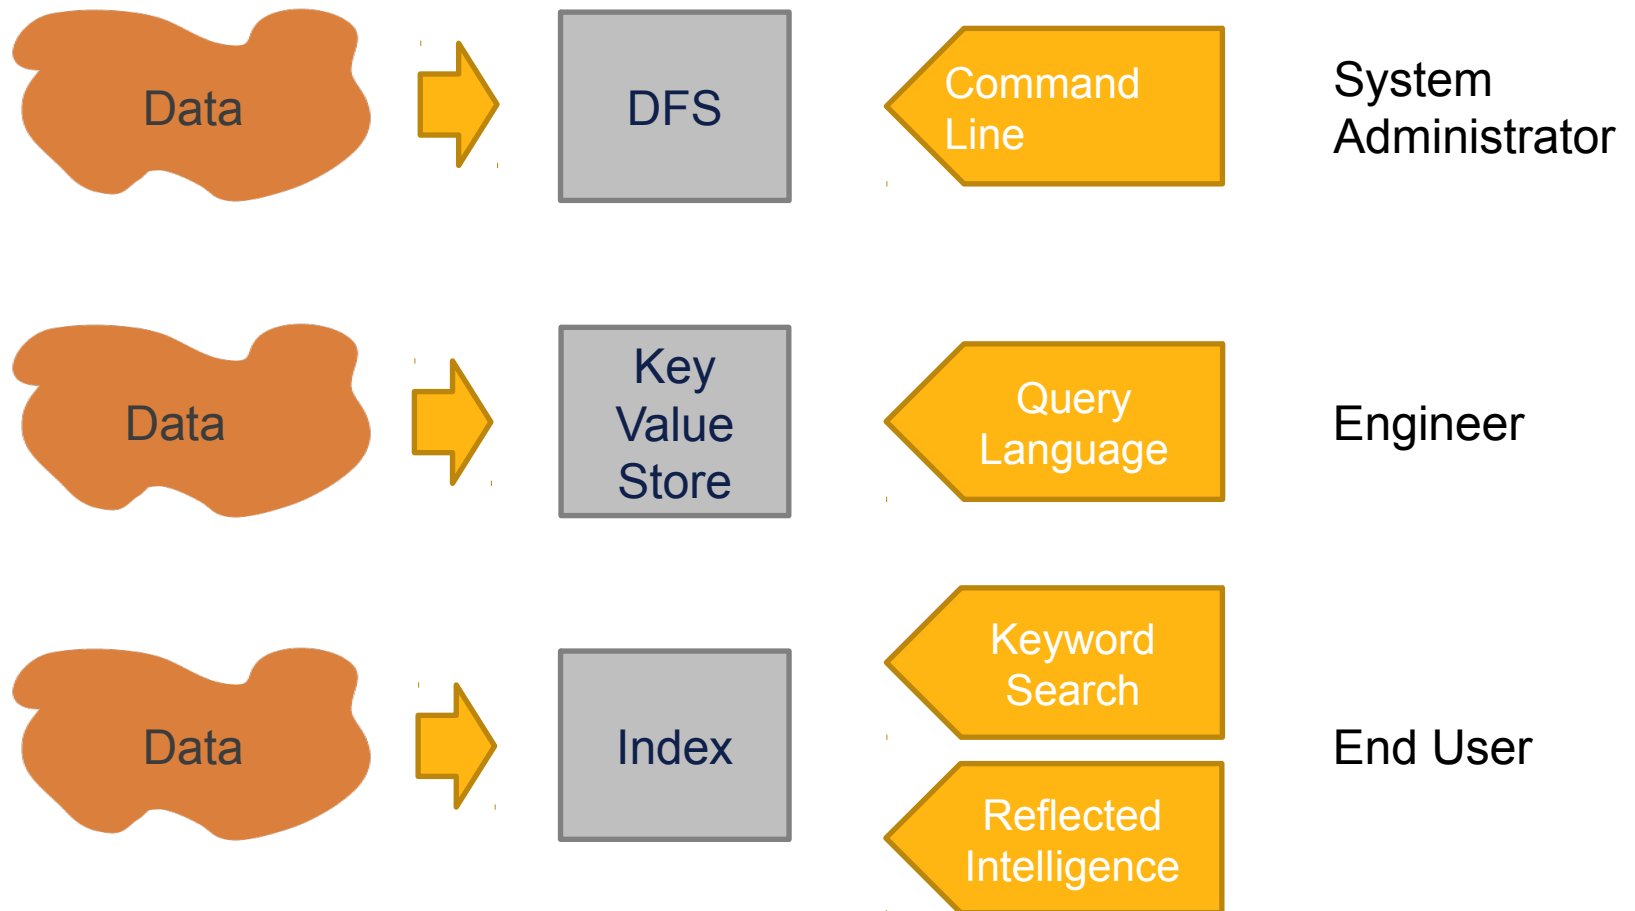 Data
DFS
Command
Line
System
Administrator
Data
Key
Value
Store
Query
Language
Engineer
Data
Index
Keyword
Search
Reflected
Intelligence
End User